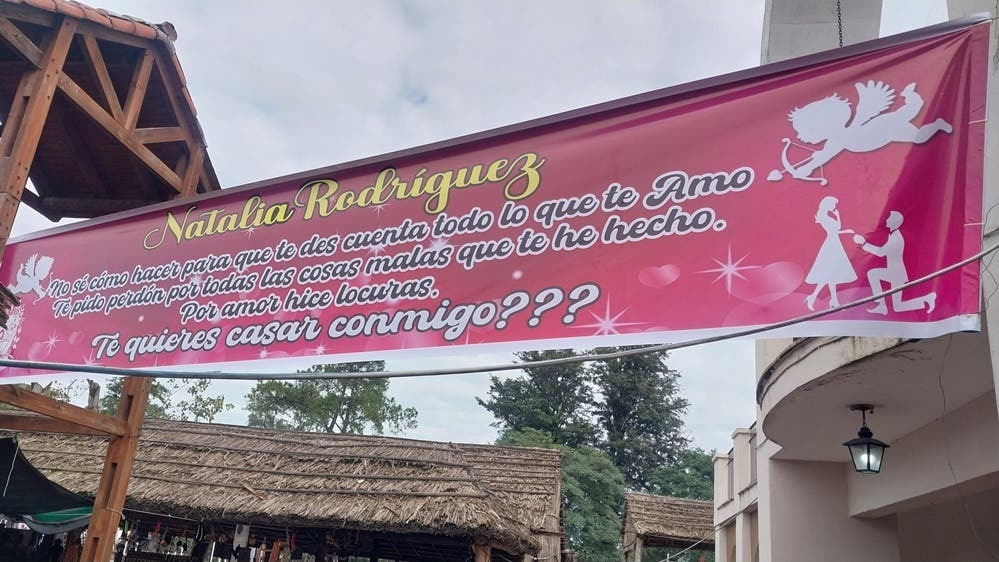 Natalia Rodríguez
No sé cómo hacer para que te des cuenta todo lo que te Amo
Te pido perdón por todas las cosas malas que te he hecho.
Por amor hice locuras.
Te quieres casar conmigo???